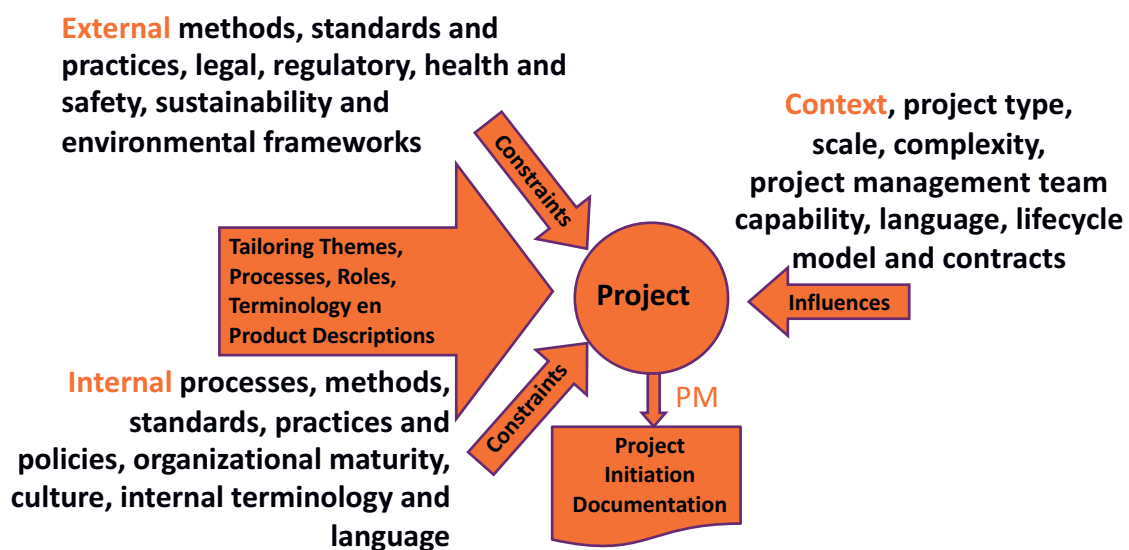 External methods, standards and
practices, legal, regulatory, health and
safety, sustainability and
environmental frameworks
Constraints
Context, project type,
scale, complexity,
project management team
capability, language, lifecycle
model and contracts
Tailoring Themes,
Processes, Roles,
Terminology en
Product Descriptions
Project
Influences
Internal processes, methods,
standards, practices and
policies, organizational maturity,
culture, internal terminology and
language
Constraints
PM
Project
Initiation
Documentation